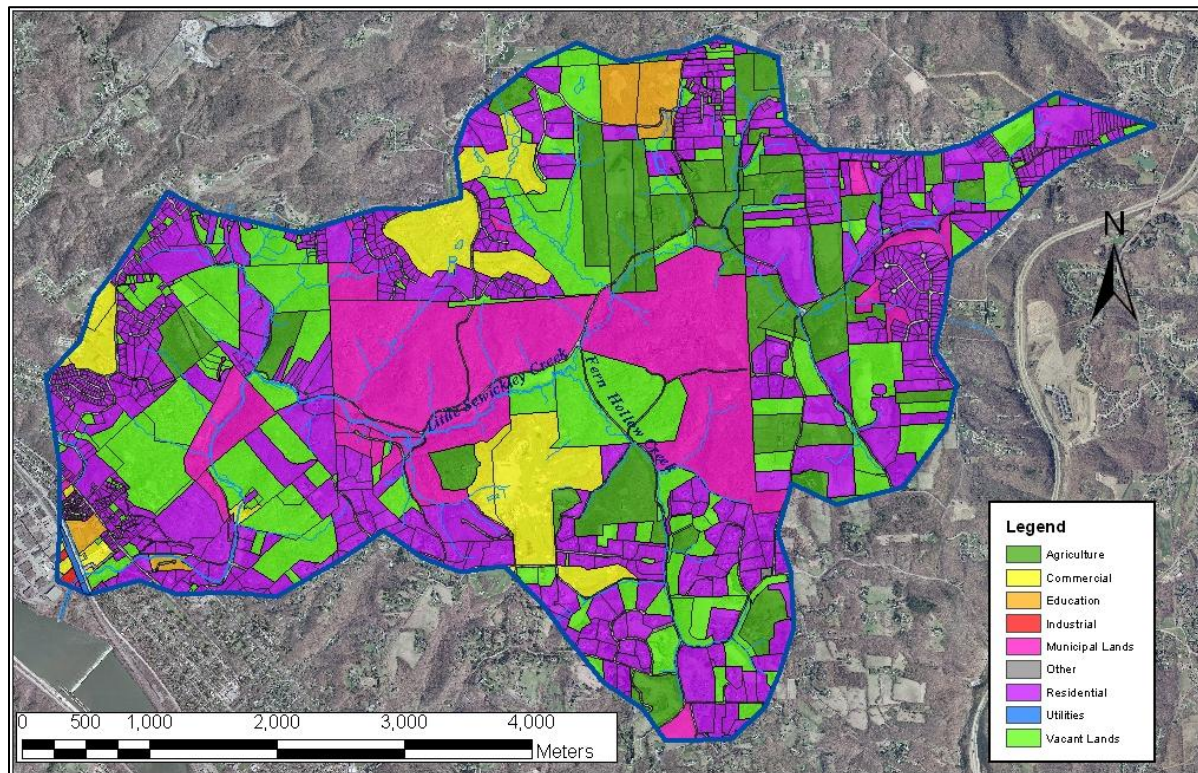 N
Little Sewickley Creek
Fern Hollow Creek
Legend
Agriculture
Commercial
Education
Industrial
Municipal Lands
Other
Residential
Utilities
Vacant Lands
0 500 1,000 2,000 3,000 4,000
Meters